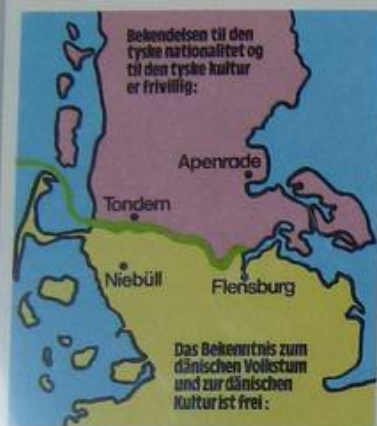 Bekendelsen til den
tyske nationalitet og
til den tyske kultur
er frivillig:
Apenrade
Tondern
Niebüll
Flensburg
Das Bekenntnis zum
dänischen Volkstum
und zur dänischen
Kultur ist frei: